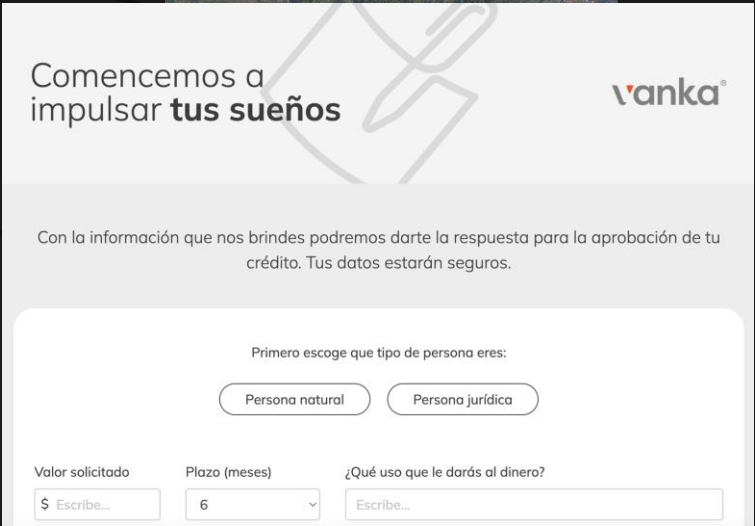 Comencemos a
impulsar tus sueños
vanka®
Con la información que nos brindes podremos darte la respuesta para la aprobación de tu
crédito. Tus datos estarán seguros.
Primero escoge que tipo de persona eres:
Persona natural
Persona jurídica
Valor solicitado
Plazo (meses)
¿Qué uso que le darás al dinero?
$ Escribe...
6
Escribe...